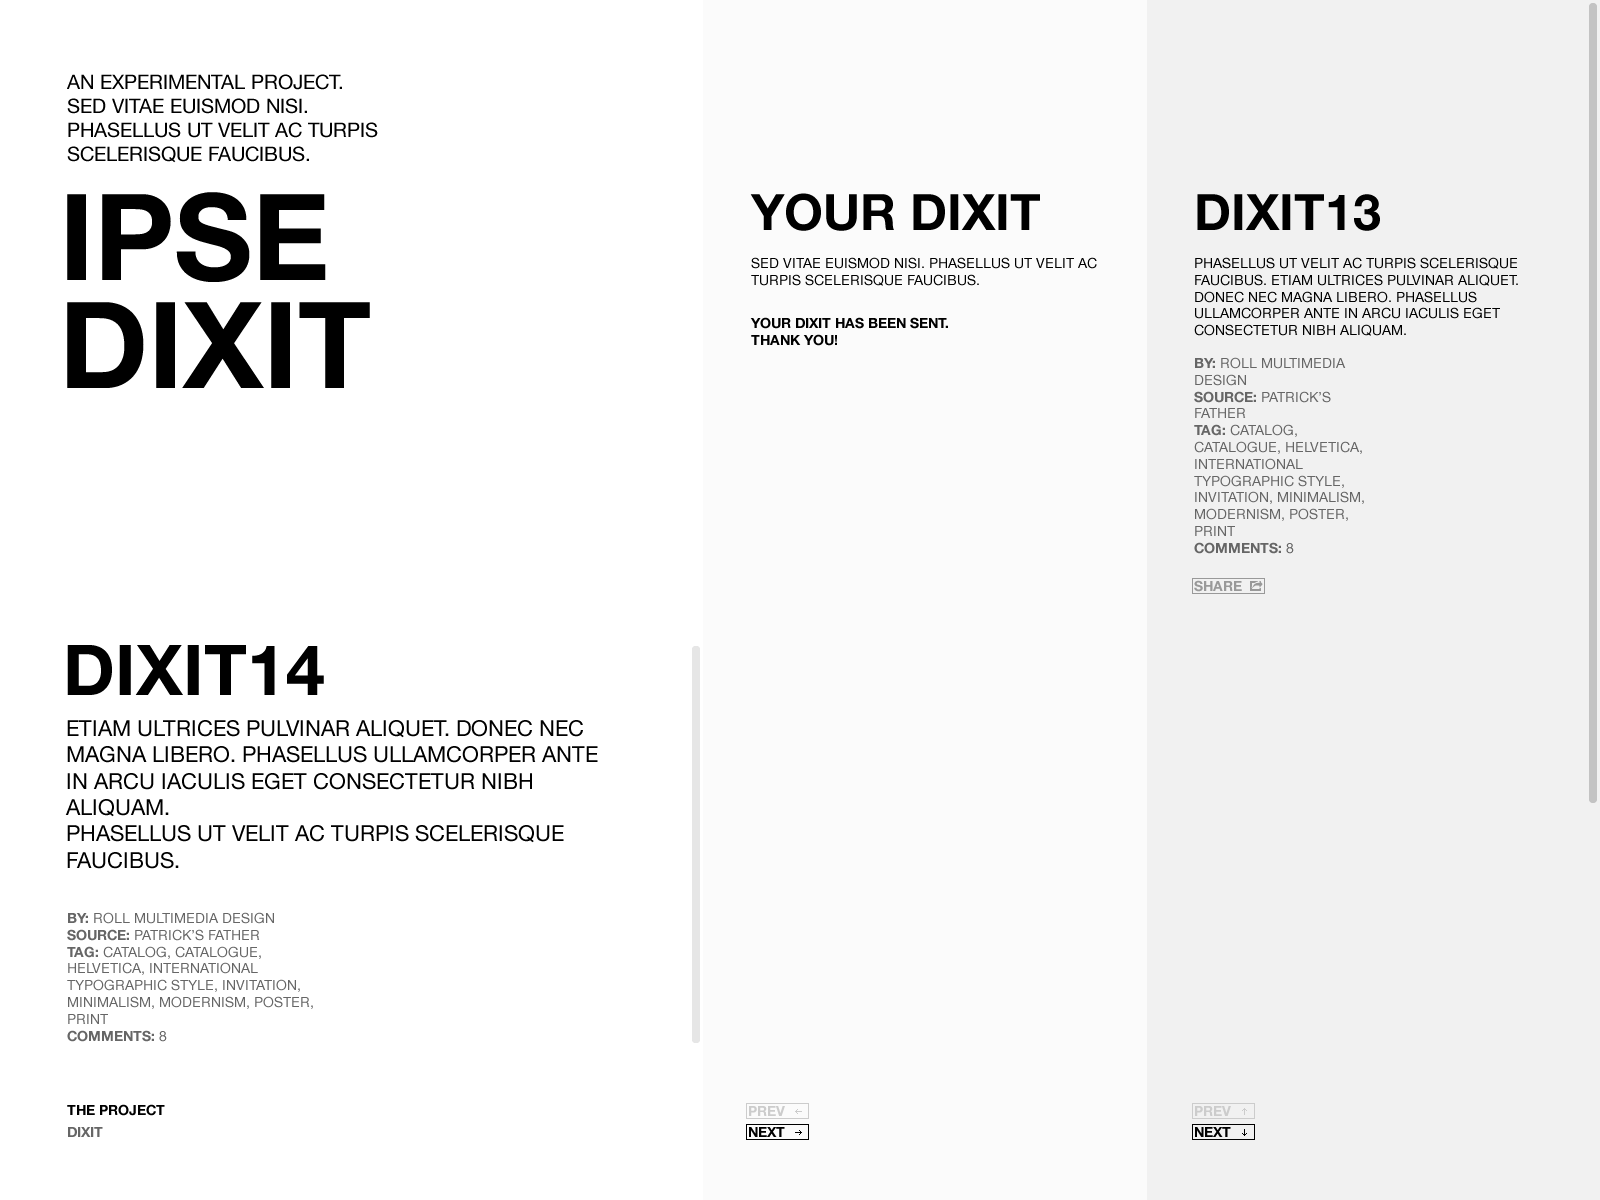 AN EXPERIMENTAL PROJECT.
SED VITAE EUISMOD NISI.
PHASELLUS UT VELIT AC TURPIS
SCELERISQUE FAUCIBUS.
IPSE
DIXIT
DIXIT14
ETIAM ULTRICES PULVINAR ALIQUET. DONEC NEC
MAGNA LIBERO. PHASELLUS ULLAMCORPER ANTE
IN ARCU IACULIS EGET CONSECTETUR NIBH
ALIQUAM.
PHASELLUS UT VELIT AC TURPIS SCELERISQUE
FAUCIBUS.
BY: ROLL MULTIMEDIA DESIGN
SOURCE: PATRICK'S FATHER
TAG: CATALOG, CATALOGUE,
HELVETICA, INTERNATIONAL
TYPOGRAPHIC STYLE, INVITATION,
MINIMALISM, MODERNISM, POSTER,
PRINT
COMMENTS: 8
THE PROJECT
DIXIT
YOUR DIXIT
SED VITAE EUISMOD NISI. PHASELLUS UT VELIT AC
TURPIS SCELERISQUE FAUCIBUS.
YOUR DIXIT HAS BEEN SENT.
THANK YOU!
PREV ←
NEXT →
DIXIT13
PHASELLUS UT VELIT AC TURPIS SCELERISQUE
FAUCIBUS. ETIAM ULTRICES PULVINAR ALIQUET.
DONEC NEC MAGNA LIBERO. PHASELLUS
ULLAMCORPER ANTE IN ARCU IACULIS EGET
CONSECTETUR NIBH ALIQUAM.
BY: ROLL MULTIMEDIA
DESIGN
SOURCE: PATRICK'S
FATHER
TAG: CATALOG,
CATALOGUE, HELVETICA,
INTERNATIONAL
TYPOGRAPHIC STYLE,
INVITATION, MINIMALISM,
MODERNISM, POSTER,
PRINT
COMMENTS: 8
SHARE
PREV ↑
NEXT ↓